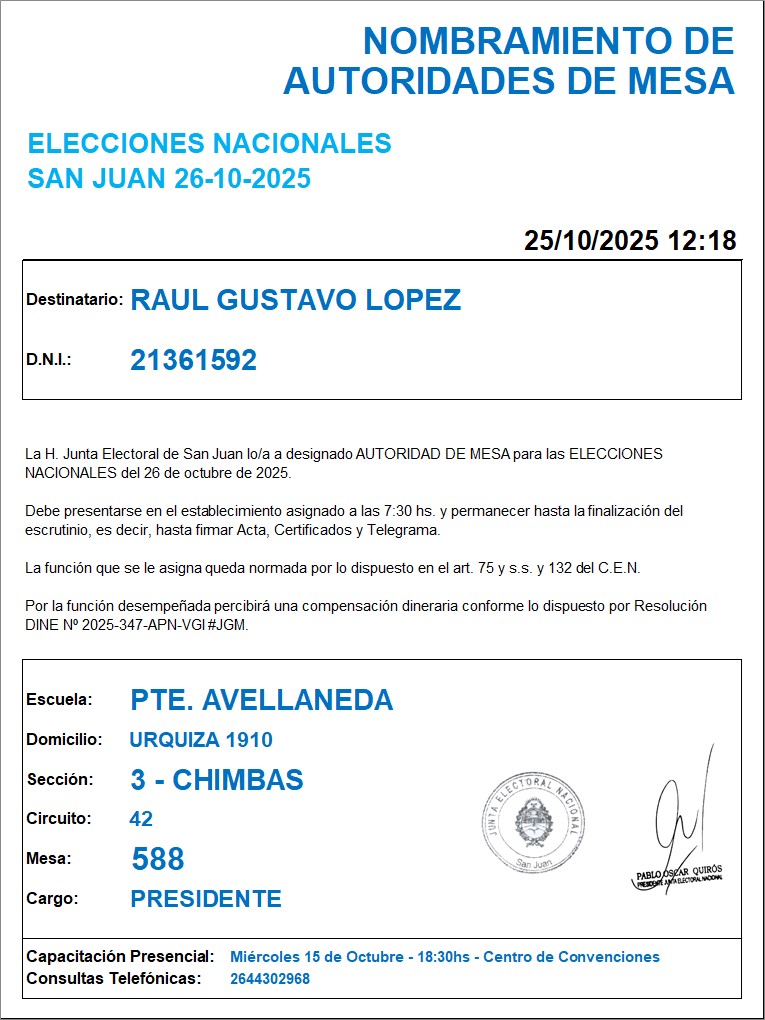 NOMBRAMIENTO DE
AUTORIDADES DE MESA
ELECCIONES NACIONALES
SAN JUAN 26-10-2025
25/10/2025 12:18
Destinatario: RAUL GUSTAVO LOPEZ
D.N.I.: 21361592
La H. Junta Electoral de San Juan lo/a a designado AUTORIDAD DE MESA para las ELECCIONES
NACIONALES del 26 de octubre de 2025.
Debe presentarse en el establecimiento asignado a las 7:30 hs. y permanecer hasta la finalización del
escrutinio, es decir, hasta firmar Acta, Certificados y Telegrama.
La función que se le asigna queda normada por lo dispuesto en el art. 75 y s.s. y 132 del C.E.N.
Por la función desempeñada percibirá una compensación dineraria conforme lo dispuesto por Resolución
DINE Nº 2025-347-APN-VGI#JGM.
Escuela: PTE. AVELLANEDA
Domicilio: URQUIZA 1910
Sección: 3 - CHIMBAS
Circuito: 42
Mesa: 588
Cargo: PRESIDENTE
JUNTA ELECTORAL NACIONAL
San Juan
PABLO OSCAR QUIRÓS
PRESIDENTE JUNTA ELECTORAL NACIONAL
Capacitación Presencial: Miércoles 15 de Octubre - 18:30hs - Centro de Convenciones
Consultas Telefónicas: 2644302968